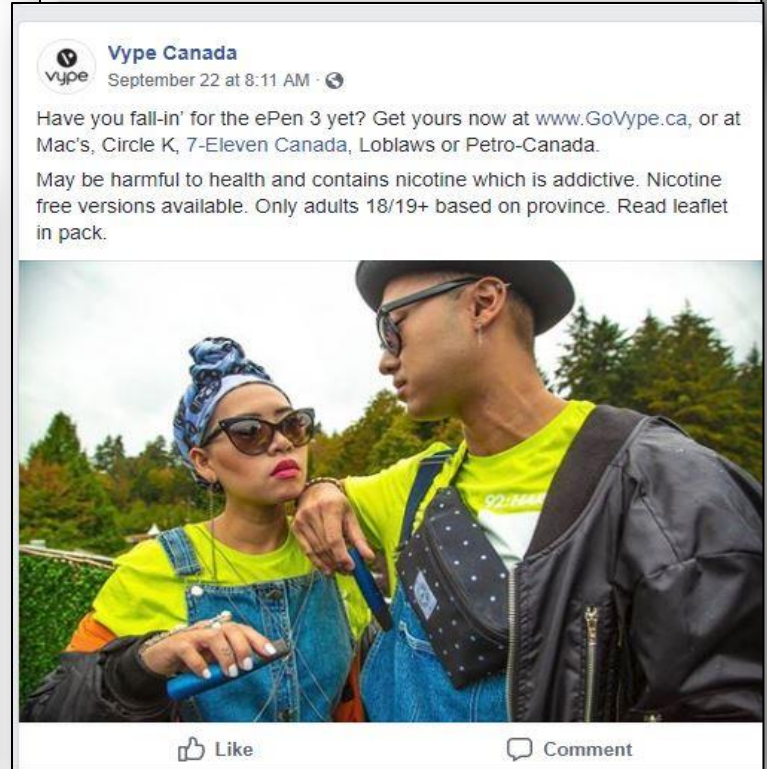 vype
Vype Canada
September 22 at 8:11 AM ·
Have you fall-in' for the ePen 3 yet? Get yours now at www.GoVype.ca, or at
Mac's, Circle K, 7-Eleven Canada, Loblaws or Petro-Canada.
May be harmful to health and contains nicotine which is addictive. Nicotine
free versions available. Only adults 18/19+ based on province. Read leaflet
in pack.
Like
Comment